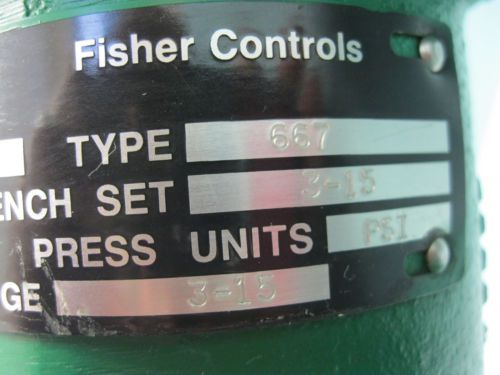 Fisher Controls
TYPE 667
ENCH SET 3-15
PRESS UNITS PSI
GE 3-15